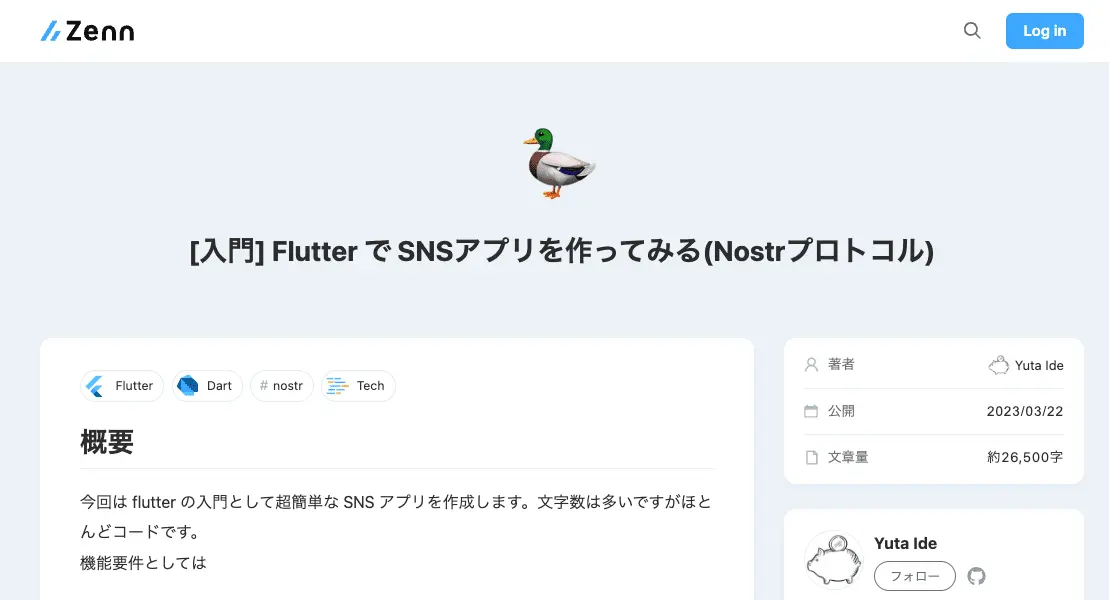 Zenn
Log in
[入門] Flutter で SNSアプリを作ってみる(Nostrプロトコル)
Flutter
Dart
# nostr
Tech
概要
今回は flutter の入門として超簡単な SNS アプリを作成します。文字数は多いですがほと
んどコードです。
機能要件としては
著者 Yuta Ide
公開 2023/03/22
文章量 約26,500字
Yuta Ide
フォロー